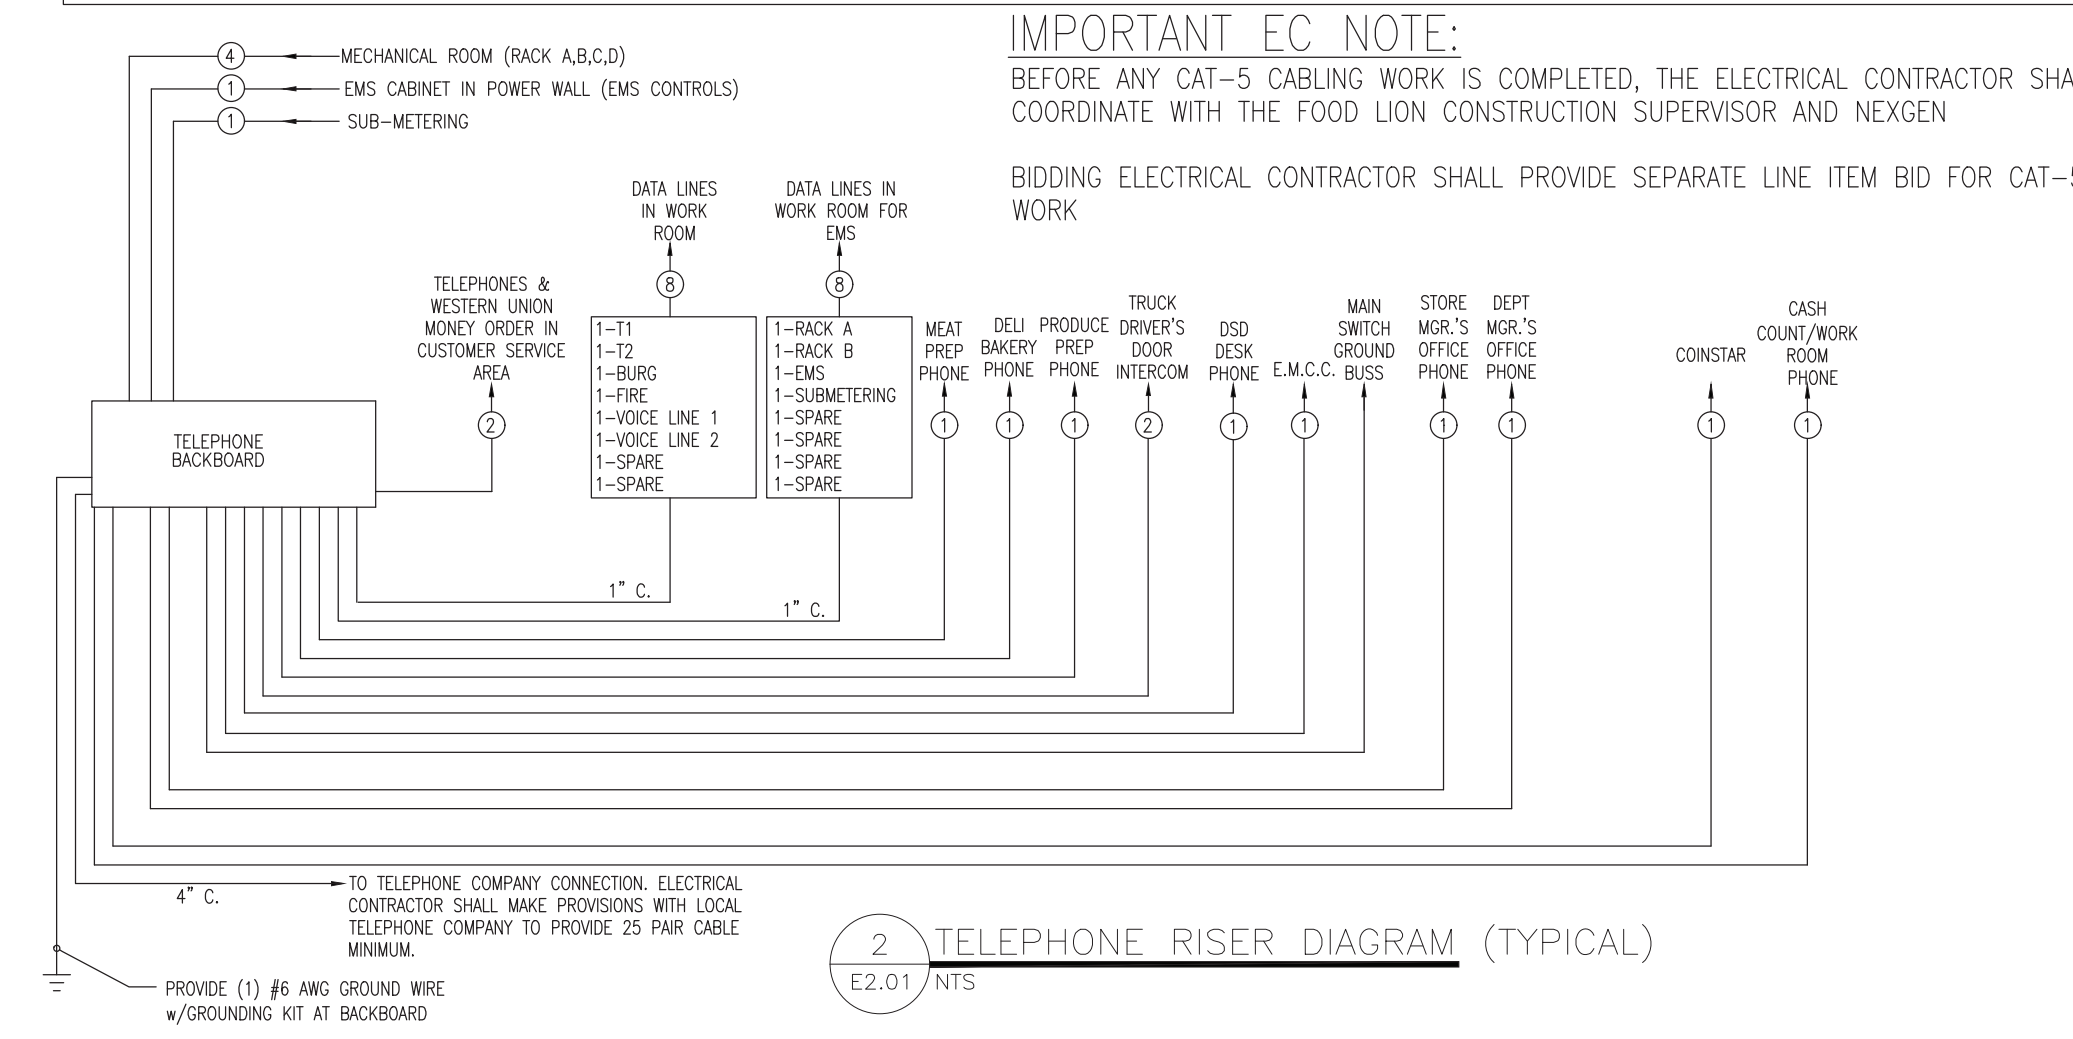 IMPORTANT EC NOTE:
BEFORE ANY CAT-5 CABLING WORK IS COMPLETED, THE ELECTRICAL CONTRACTOR
COORDINATE WITH THE FOOD LION CONSTRUCTION SUPERVISOR AND NEXGEN
BIDDING ELECTRICAL CONTRACTOR SHALL PROVIDE SEPARATE LINE ITEM BID FOR CAT-5
WORK
4
MECHANICAL ROOM (RACK A,B,C,D)
1
EMS CABINET IN POWER WALL (EMS CONTROLS)
1
SUB-METERING
TELEPHONE
BACKBOARD
TELEPHONES &
WESTERN UNION
MONEY ORDER IN
CUSTOMER SERVICE
AREA
2
DATA LINES
IN WORK
ROOM
8
1-T1
1-T2
1-BURG
1-FIRE
1-VOICE LINE 1
1-VOICE LINE 2
1-SPARE
1-SPARE
1" C.
DATA LINES IN
WORK ROOM FOR
EMS
8
1-RACK A
1-RACK B
1-EMS
1-SUBMETERING
1-SPARE
1-SPARE
1-SPARE
1-SPARE
1" C.
MEAT
PREP
PHONE
1
DELI
BAKERY
PHONE
1
PRODUCE
PREP
PHONE
1
TRUCK
DRIVER'S
DOOR
INTERCOM
2
DSD
DESK
PHONE
1
E.M.C.C.
1
MAIN
SWITCH
GROUND
BUSS
STORE
MGR.'S
OFFICE
PHONE
1
DEPT
MGR.'S
OFFICE
PHONE
1
COINSTAR
1
CASH
COUNT/WORK
ROOM
PHONE
1
4" C.
TO TELEPHONE COMPANY CONNECTION. ELECTRICAL
CONTRACTOR SHALL MAKE PROVISIONS WITH LOCAL
TELEPHONE COMPANY TO PROVIDE 25 PAIR CABLE
MINIMUM.
PROVIDE (1) #6 AWG GROUND WIRE
w/GROUNDING KIT AT BACKBOARD
2
E2.01
TELEPHONE RISER DIAGRAM (TYPICAL)
NTS